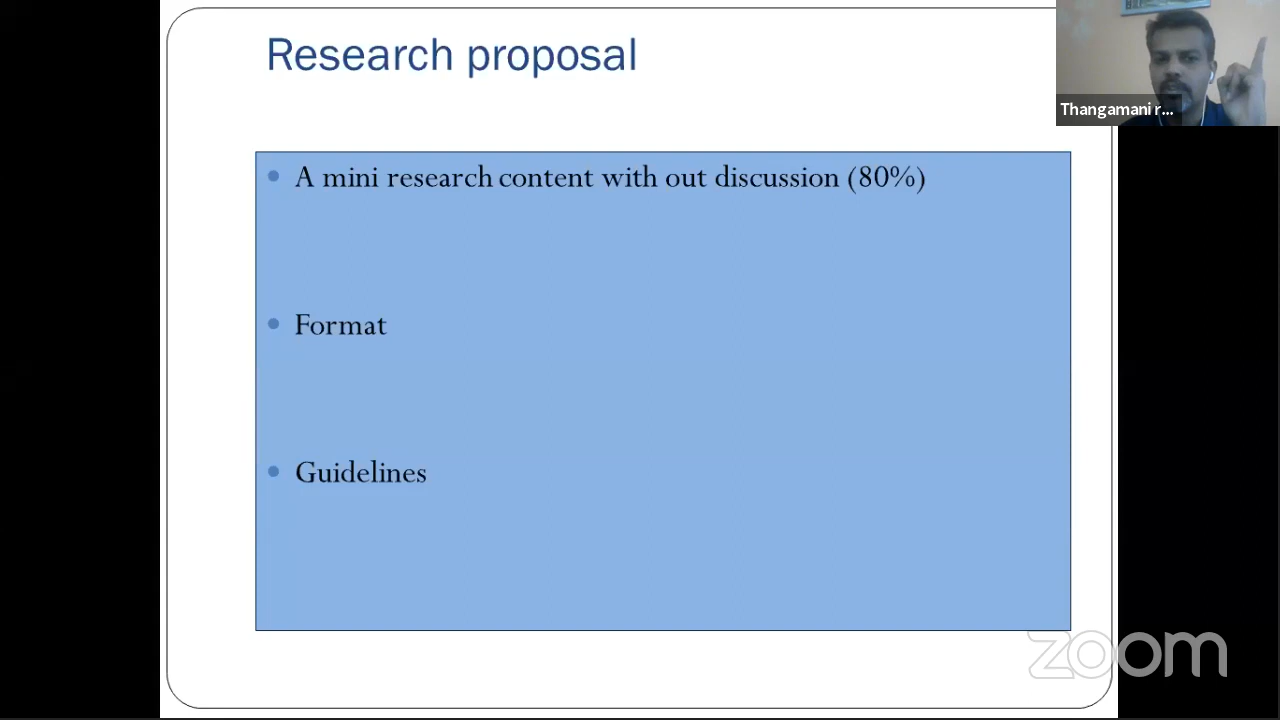 Research proposal
Thangamani r...
A mini research content with out discussion (80%)
Format
Guidelines
zoom